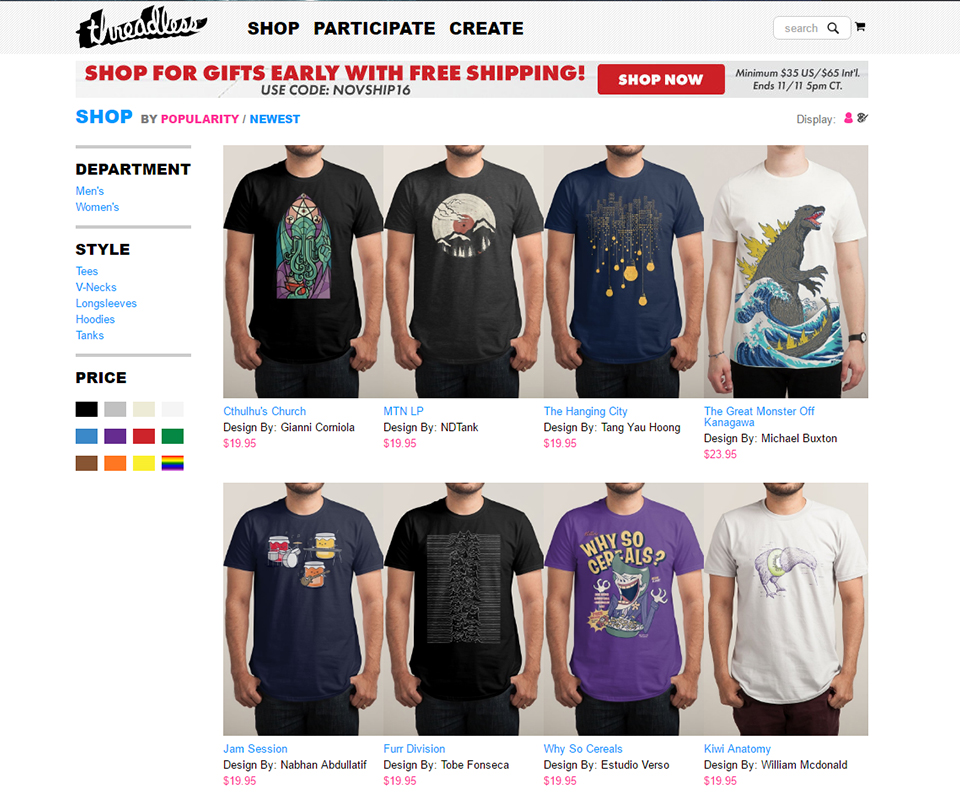 threadless
SHOP PARTICIPATE CREATE
search
SHOP FOR GIFTS EARLY WITH FREE SHIPPING!
USE CODE: NOVSHIP16
SHOP NOW
Minimum $35 US/$65 Int'l.
Ends 11/11 5pm CT.
SHOP BY POPULARITY / NEWEST
Display:
DEPARTMENT
Men's
Women's
STYLE
Tees
V-Necks
Longsleeves
Hoodies
Tanks
PRICE
Cthulhu's Church
Design By: Gianni Corniola
$19.95
MTN LP
Design By: NDTank
$19.95
The Hanging City
Design By: Tang Yau Hoong
$19.95
The Great Monster Off
Kanagawa
Design By: Michael Buxton
$23.95
WHY SO
CEREALS?
Jam Session
Design By: Nabhan Abdullatif
$19.95
Furr Division
Design By: Tobe Fonseca
$19.95
Why So Cereals
Design By: Estudio Verso
$19.95
Kiwi Anatomy
Design By: William Mcdonald
$19.95